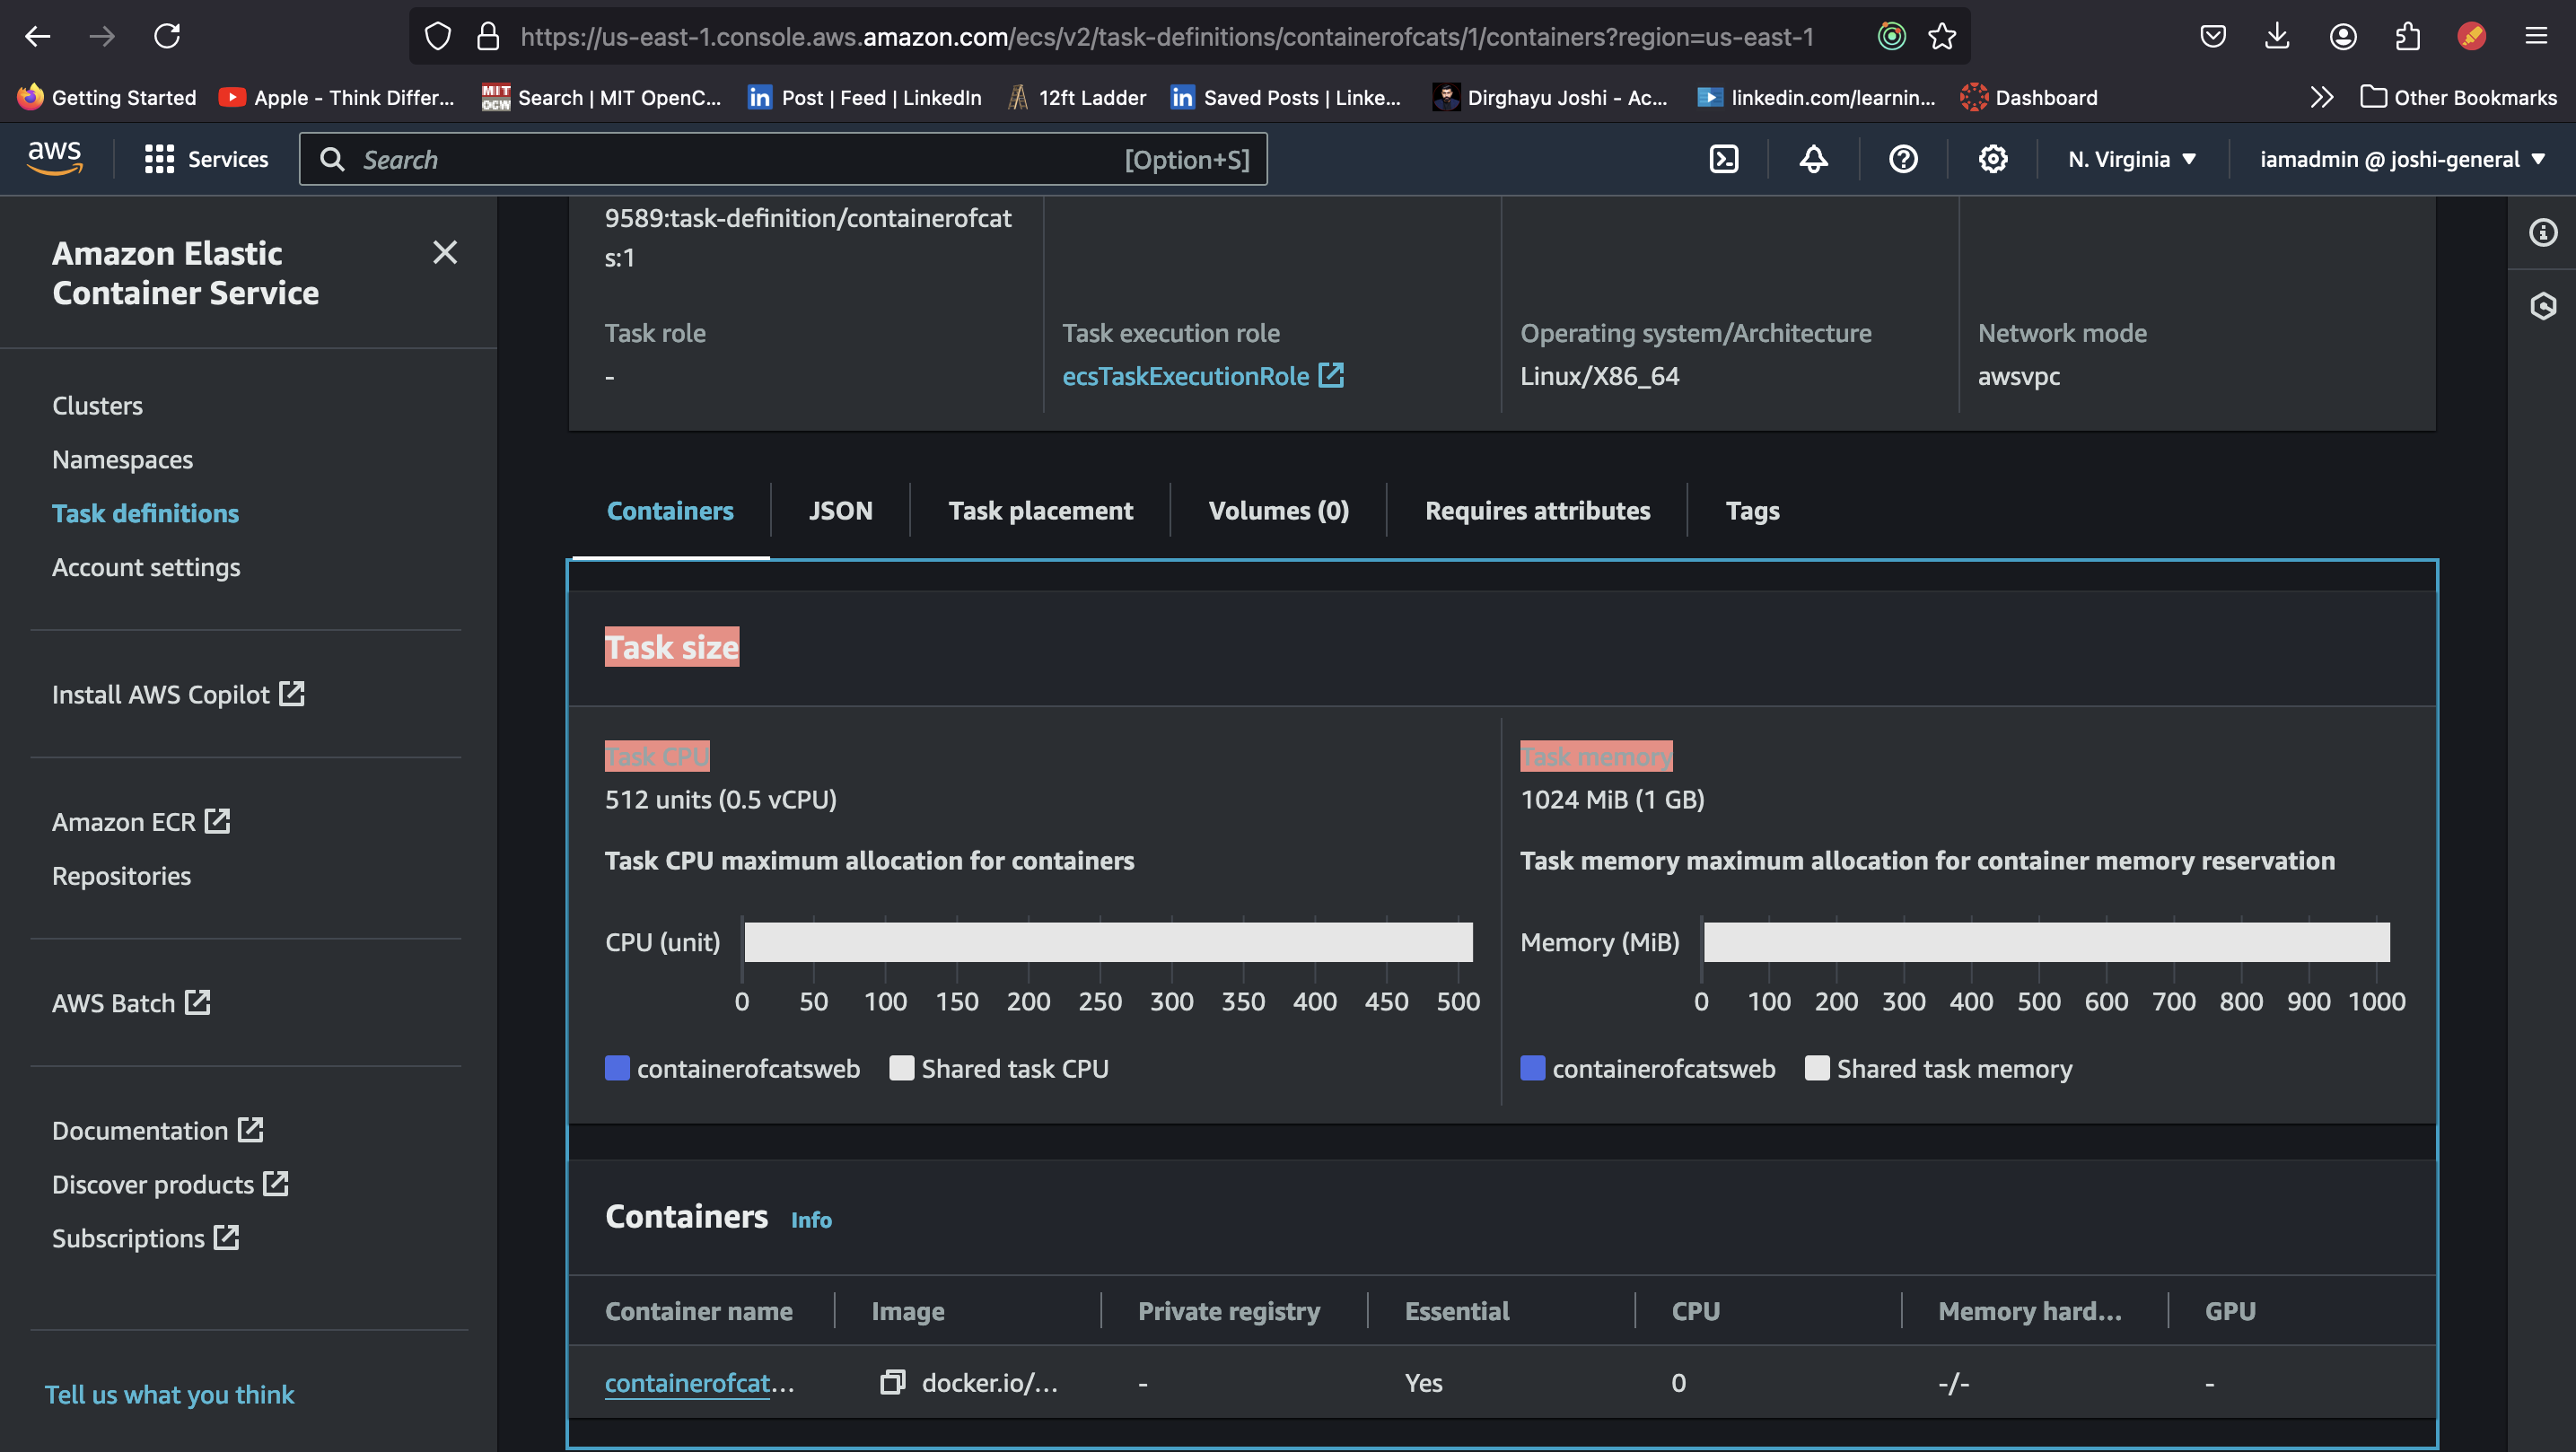 https://us-east-1.console.aws.amazon.com/ecs/v2/task-definitions/containerofcats/1/containers?region=us-east-1
Getting Started
Apple - Think Differ...
MIT OCW
Search | MIT OpenC...
Post | Feed | LinkedIn
12ft Ladder
Saved Posts | Linke...
Dirghayu Joshi - Ac...
linkedin.com/learnin...
Dashboard
Other Bookmarks
aws
Services
Search
[Option+S]
N. Virginia
iamadmin @ joshi-general
Amazon Elastic
Container Service
Clusters
Namespaces
Task definitions
Account settings
Install AWS Copilot
Amazon ECR
Repositories
AWS Batch
Documentation
Discover products
Subscriptions
Tell us what you think
9589:task-definition/containerofcat
s:1
Task role
-
Task execution role
ecsTaskExecutionRole
Operating system/Architecture
Linux/X86_64
Network mode
awsvpc
Containers
JSON
Task placement
Volumes (0)
Requires attributes
Tags
Task size
Task CPU
512 units (0.5 vCPU)
Task CPU maximum allocation for containers
CPU (unit)
0 50 100 150 200 250 300 350 400 450 500
containerofcatsweb
Shared task CPU
Task memory
1024 MiB (1 GB)
Task memory maximum allocation for container memory reservation
Memory (MiB)
0 100 200 300 400 500 600 700 800 900 1000
containerofcatsweb
Shared task memory
Containers Info
Container name Image Private registry Essential CPU Memory hard... GPU
containerofcat... docker.io/... - Yes 0 -/- -